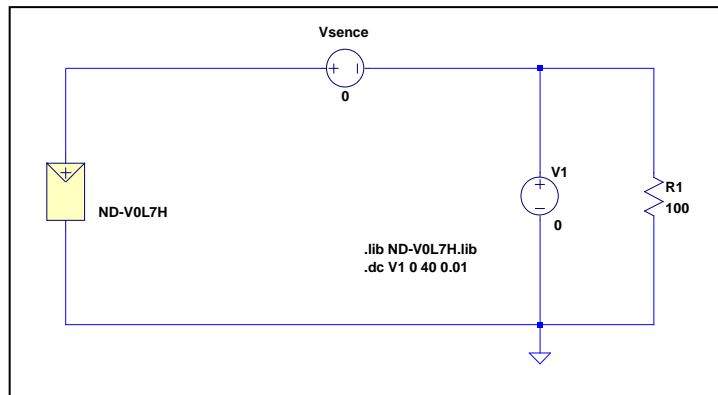 Vsence
0
ND-V0L7H
V1
0
R1
100
.lib ND-V0L7H.lib
.dc V1 0 40 0.01